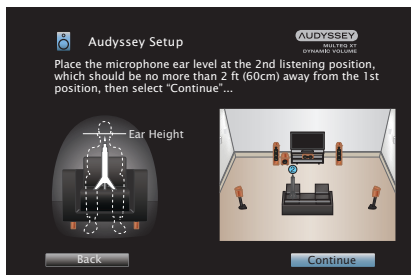 Audyssey Setup
AUDYSSEY
MULTEQ XT
DYNAMIC VOLUME
Place the microphone ear level at the 2nd listening position,
which should be no more than 2 ft (60cm) away from the 1st
position, then select “Continue”...
Ear Height
2
Back
Continue